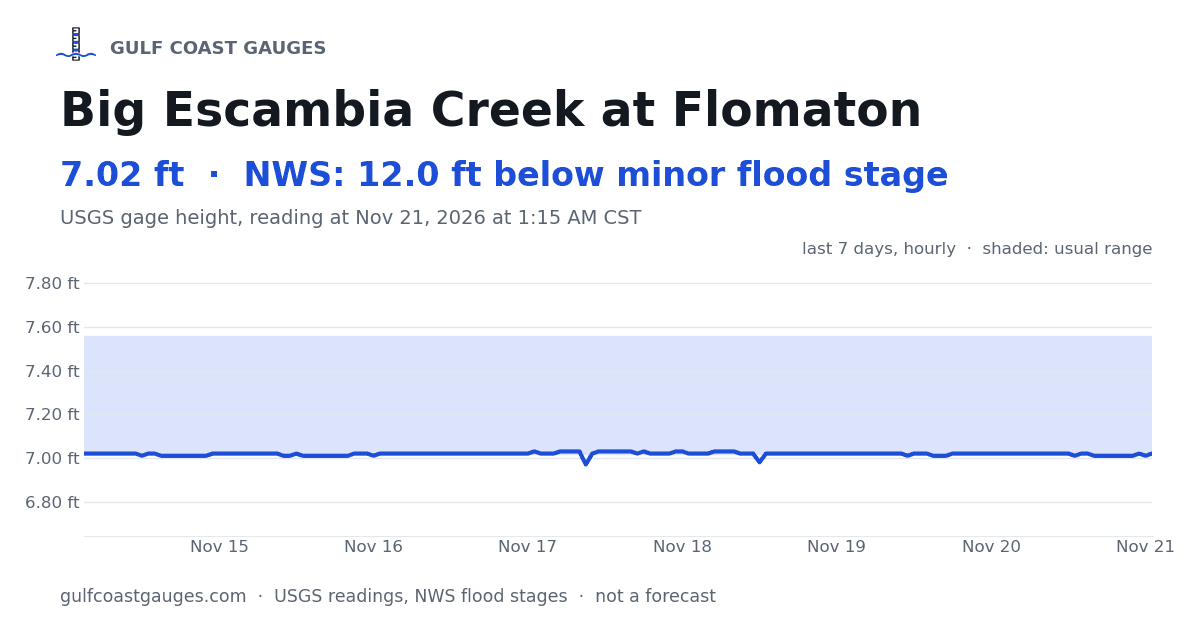 GULF COAST GAUGES
Big Escambia Creek at Flomaton
7.02 ft · NWS: 12.0 ft below minor flood stage
USGS gage height, reading at Nov 21, 2026 at 1:15 AM CST
last 7 days, hourly · shaded: usual range
7.80 ft
7.60 ft
7.40 ft
7.20 ft
7.00 ft
6.80 ft
Nov 15 Nov 16 Nov 17 Nov 18 Nov 19 Nov 20 Nov 21
gulfcoastgauges.com · USGS readings, NWS flood stages · not a forecast